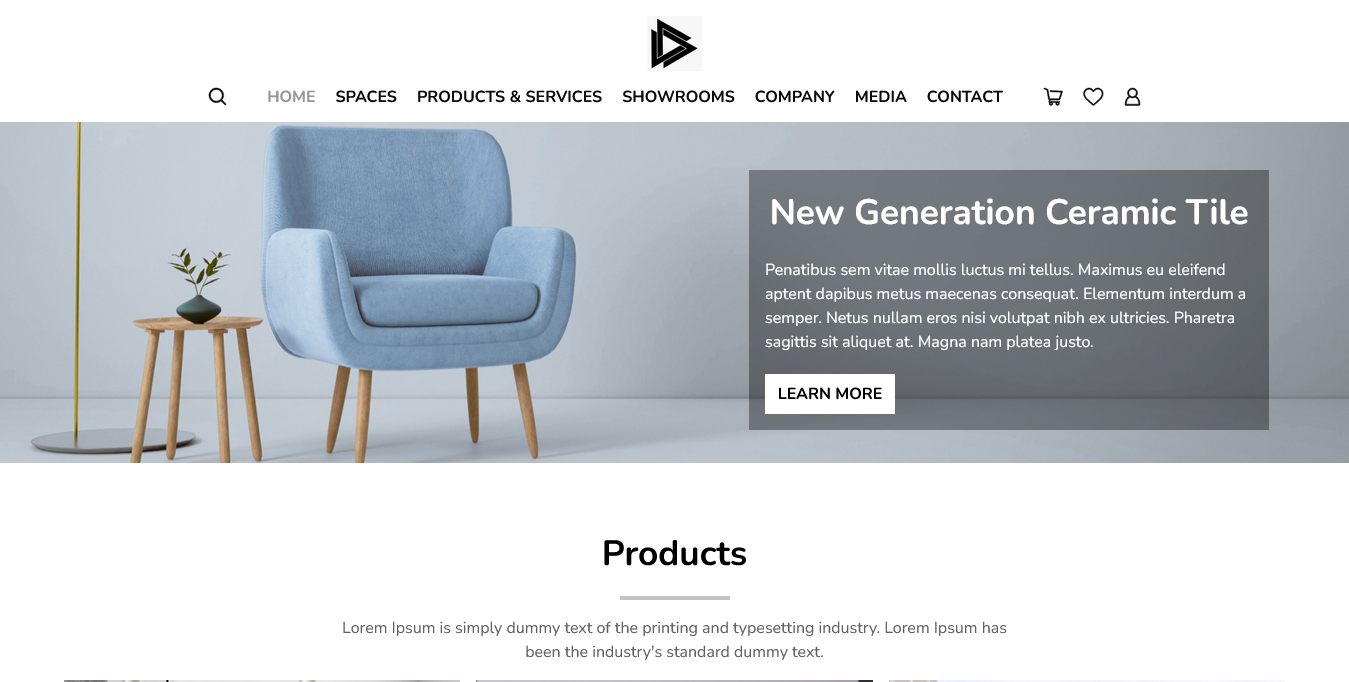 HOME SPACES PRODUCTS & SERVICES SHOWROOMS COMPANY MEDIA CONTACT
New Generation Ceramic Tile
Penatibus sem vitae mollis luctus mi tellus. Maximus eu eleifend
aptent dapibus metus maecenas consequat. Elementum interdum a
semper. Netus nullam eros nisi volutpat nibh ex ultricies. Pharetra
sagittis sit aliquet at. Magna nam platea justo.
LEARN MORE
Products
Lorem Ipsum is simply dummy text of the printing and typesetting industry. Lorem Ipsum has
been the industry's standard dummy text.